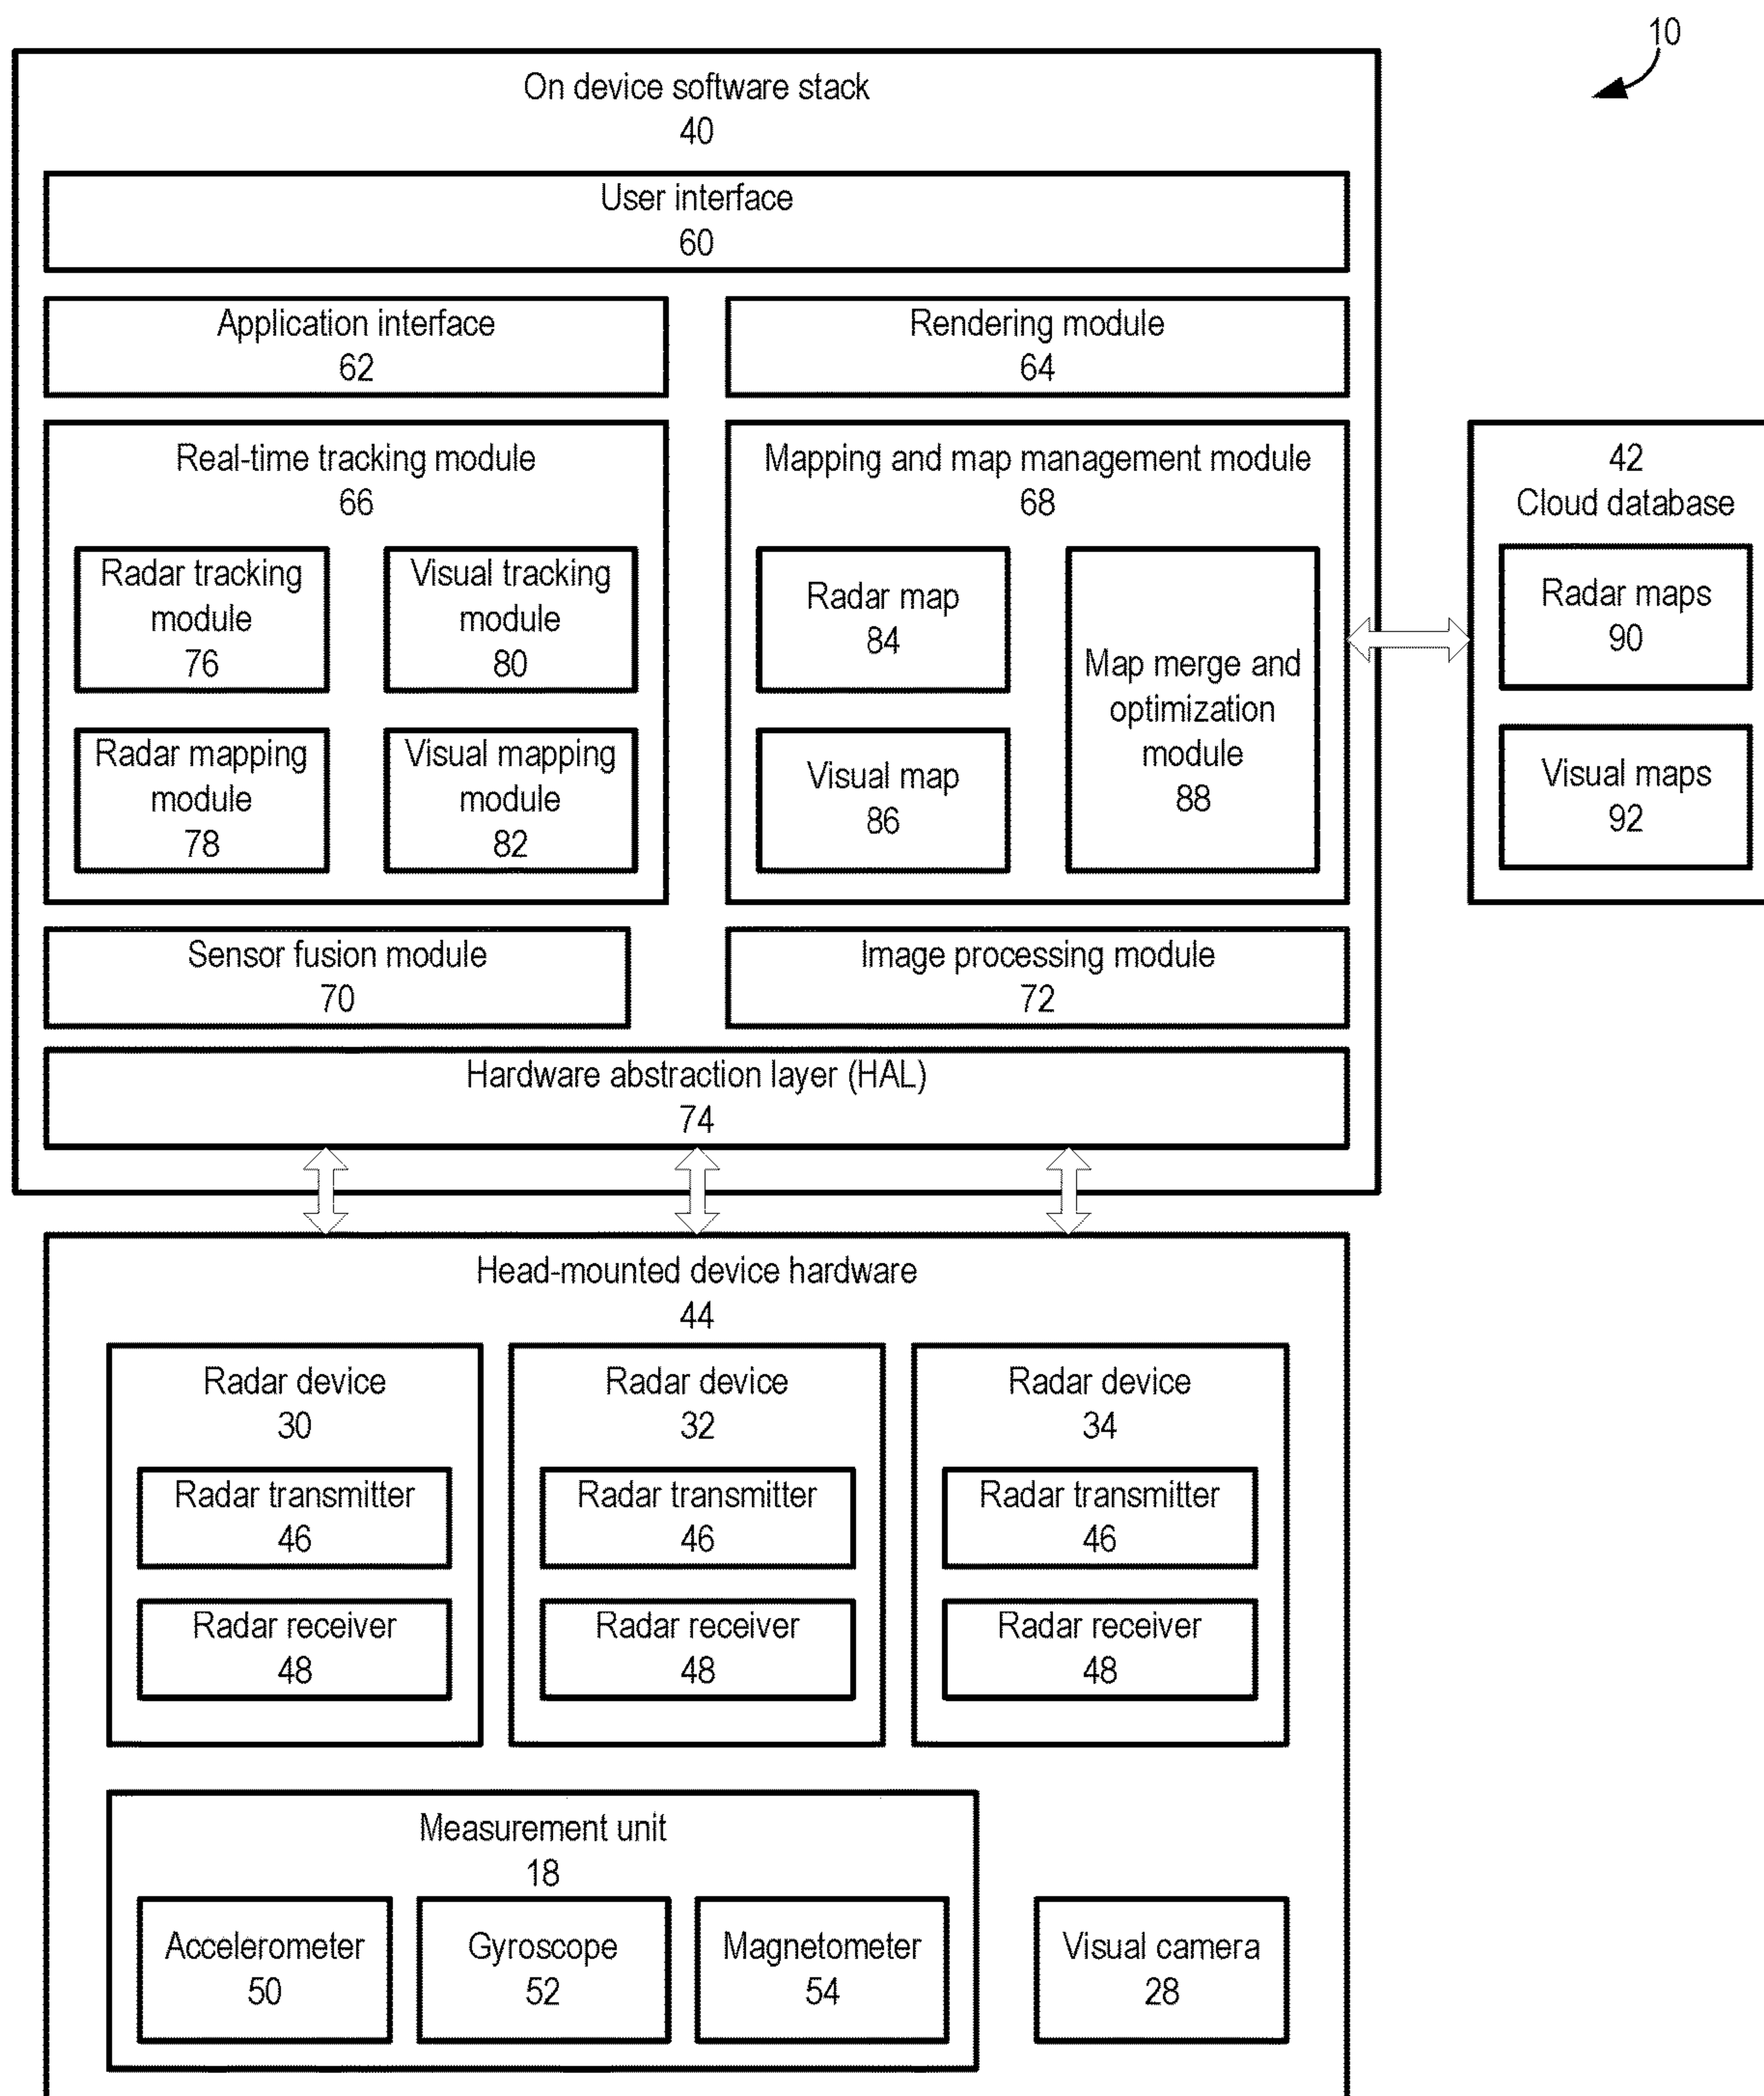 10
On device software stack
40
User interface
60
Application interface
62
Rendering module
64
Real-time tracking module
66
Radar tracking
module
76
Visual tracking
module
80
Radar mapping
module
78
Visual mapping
module
82
Mapping and map management module
68
Radar map
84
Visual map
86
Map merge and
optimization
module
88
42
Cloud database
Radar maps
90
Visual maps
92
Sensor fusion module
70
Image processing module
72
Hardware abstraction layer (HAL)
74
Head-mounted device hardware
44
Radar device
30
Radar transmitter
46
Radar receiver
48
Radar device
32
Radar transmitter
46
Radar receiver
48
Radar device
34
Radar transmitter
46
Radar receiver
48
Measurement unit
18
Accelerometer
50
Gyroscope
52
Magnetometer
54
Visual camera
28